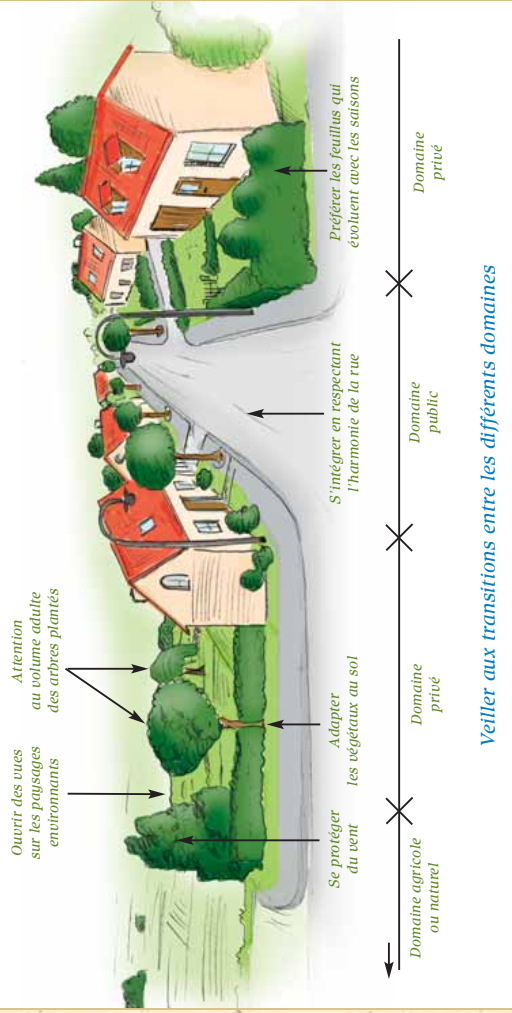 Ouvrir des vues
sur les paysages
environnants
Attention
au volume adulte
des arbres plantés
Se protéger
du vent
Adapter
les végétaux au sol
S'intégrer en respectant
l'harmonie de la rue
Préférer les feuillus qui
évoluent avec les saisons
Domaine agricole
ou naturel
Domaine
privé
Domaine
public
Domaine
privé
Veiller aux transitions entre les différents domaines